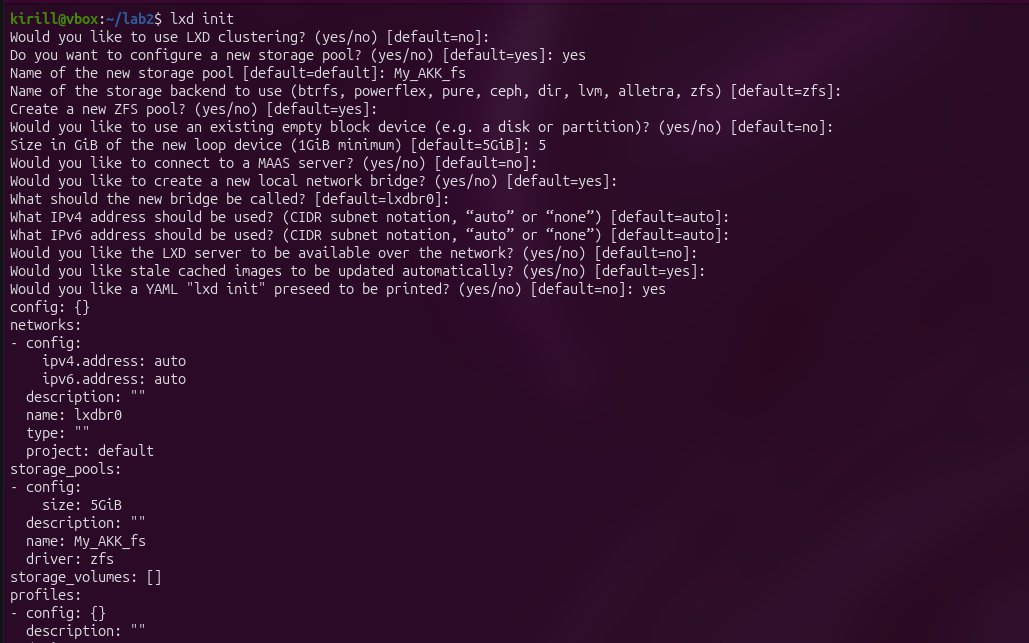 kirill@vbox:~/lab2$ lxd init
Would you like to use LXD clustering? (yes/no) [default=no]:
Do you want to configure a new storage pool? (yes/no) [default=yes]: yes
Name of the new storage pool [default=default]: My_AKK_fs
Name of the storage backend to use (btrfs, powerflex, pure, ceph, dir, lvm, alletra, zfs) [default=zfs]:
Create a new ZFS pool? (yes/no) [default=yes]:
Would you like to use an existing empty block device (e.g. a disk or partition)? (yes/no) [default=no]:
Size in GiB of the new loop device (1GiB minimum) [default=5GiB]: 5
Would you like to connect to a MAAS server? (yes/no) [default=no]:
Would you like to create a new local network bridge? (yes/no) [default=yes]:
What should the new bridge be called? [default=lxdbr0]:
What IPv4 address should be used? (CIDR subnet notation, “auto” or “none”) [default=auto]:
What IPv6 address should be used? (CIDR subnet notation, “auto” or “none”) [default=auto]:
Would you like the LXD server to be available over the network? (yes/no) [default=no]:
Would you like stale cached images to be updated automatically? (yes/no) [default=yes]:
Would you like a YAML "lxd init" preseed to be printed? (yes/no) [default=no]: yes
config: {}
networks:
- config:
    ipv4.address: auto
    ipv6.address: auto
  description: ""
  name: lxdbr0
  type: ""
  project: default
storage_pools:
- config:
    size: 5GiB
  description: ""
  name: My_AKK_fs
  driver: zfs
storage_volumes: []
profiles:
- config: {}
  description: ""